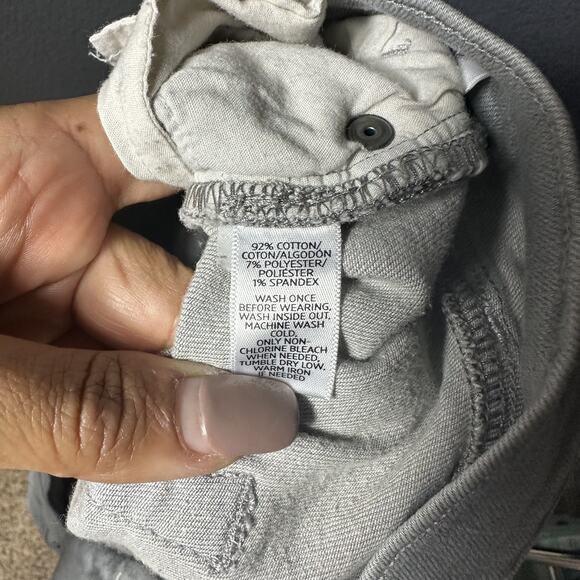 92% COTTON/
COTON/ALGODÓN
7% POLYESTER/
POLIÉSTER
1% SPANDEX
WASH ONCE
BEFORE WEARING,
WASH INSIDE OUT,
MACHINE WASH
COLD,
ONLY NON-
CHLORINE BLEACH
WHEN NEEDED,
TUMBLE DRY LOW,
WARM IRON
IF NEEDED